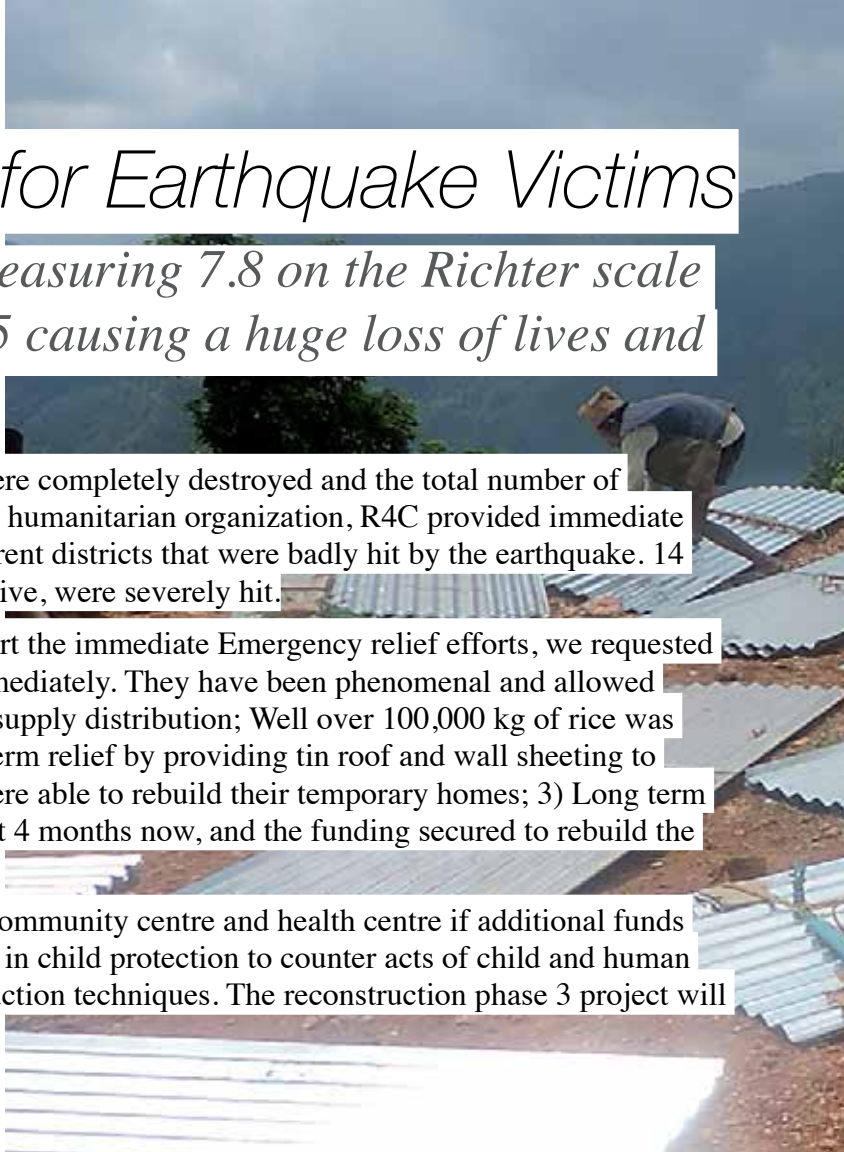 for Earthquake Victims
easuring 7.8 on the Richter scale
5 causing a huge loss of lives and
ere completely destroyed and the total number of
humanitarian organization, R4C provided immediate
rent districts that were badly hit by the earthquake. 14
ive, were severely hit.
rt the immediate Emergency relief efforts, we requested
mediately. They have been phenomenal and allowed
supply distribution; Well over 100,000 kg of rice was
erm relief by providing tin roof and wall sheeting to
ere able to rebuild their temporary homes; 3) Long term
t 4 months now, and the funding secured to rebuild the
ommunity centre and health centre if additional funds
in child protection to counter acts of child and human
ction techniques. The reconstruction phase 3 project will